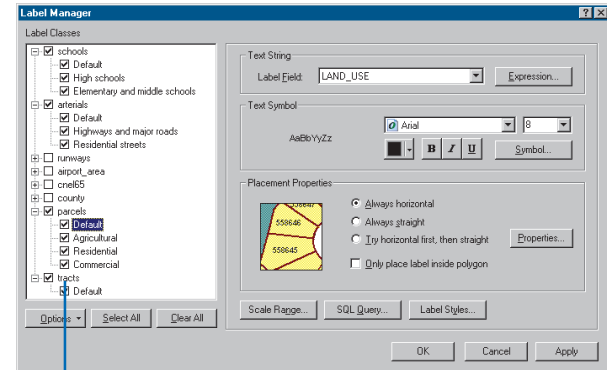 Label Manager
Label Classes
schools
Default
High schools
Elementary and middle schools
arterials
Default
Highways and major roads
Residential streets
runways
airport_area
cnel65
county
parcels
Default
Agricultural
Residential
Commercial
tracts
Default
Options
Select All
Clear All
Text String
Label Field:
LAND_USE
Expression...
Text Symbol
AaBbYyZz
Arial
8
B I U
Symbol...
Placement Properties
558647
558646
558645
Always horizontal
Always straight
Try horizontal first, then straight
Only place label inside polygon
Properties...
Scale Range...
SQL Query...
Label Styles...
OK
Cancel
Apply